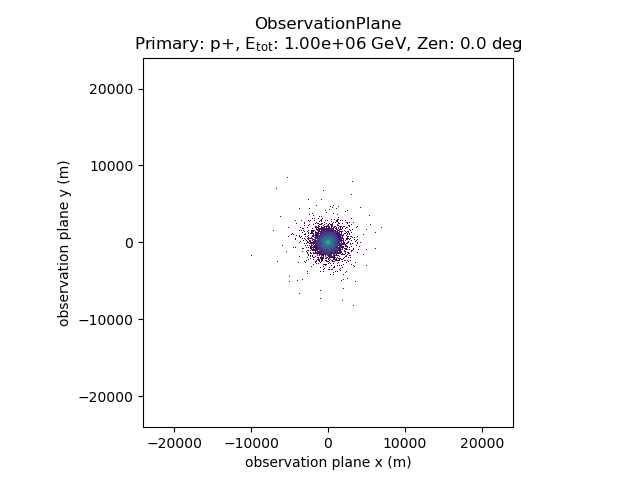 ObservationPlane
Primary: p+, E_tot: 1.00e+06 GeV, Zen: 0.0 deg
observation plane y (m)
20000
10000
0
−10000
−20000
−20000 −10000 0 10000 20000
observation plane x (m)